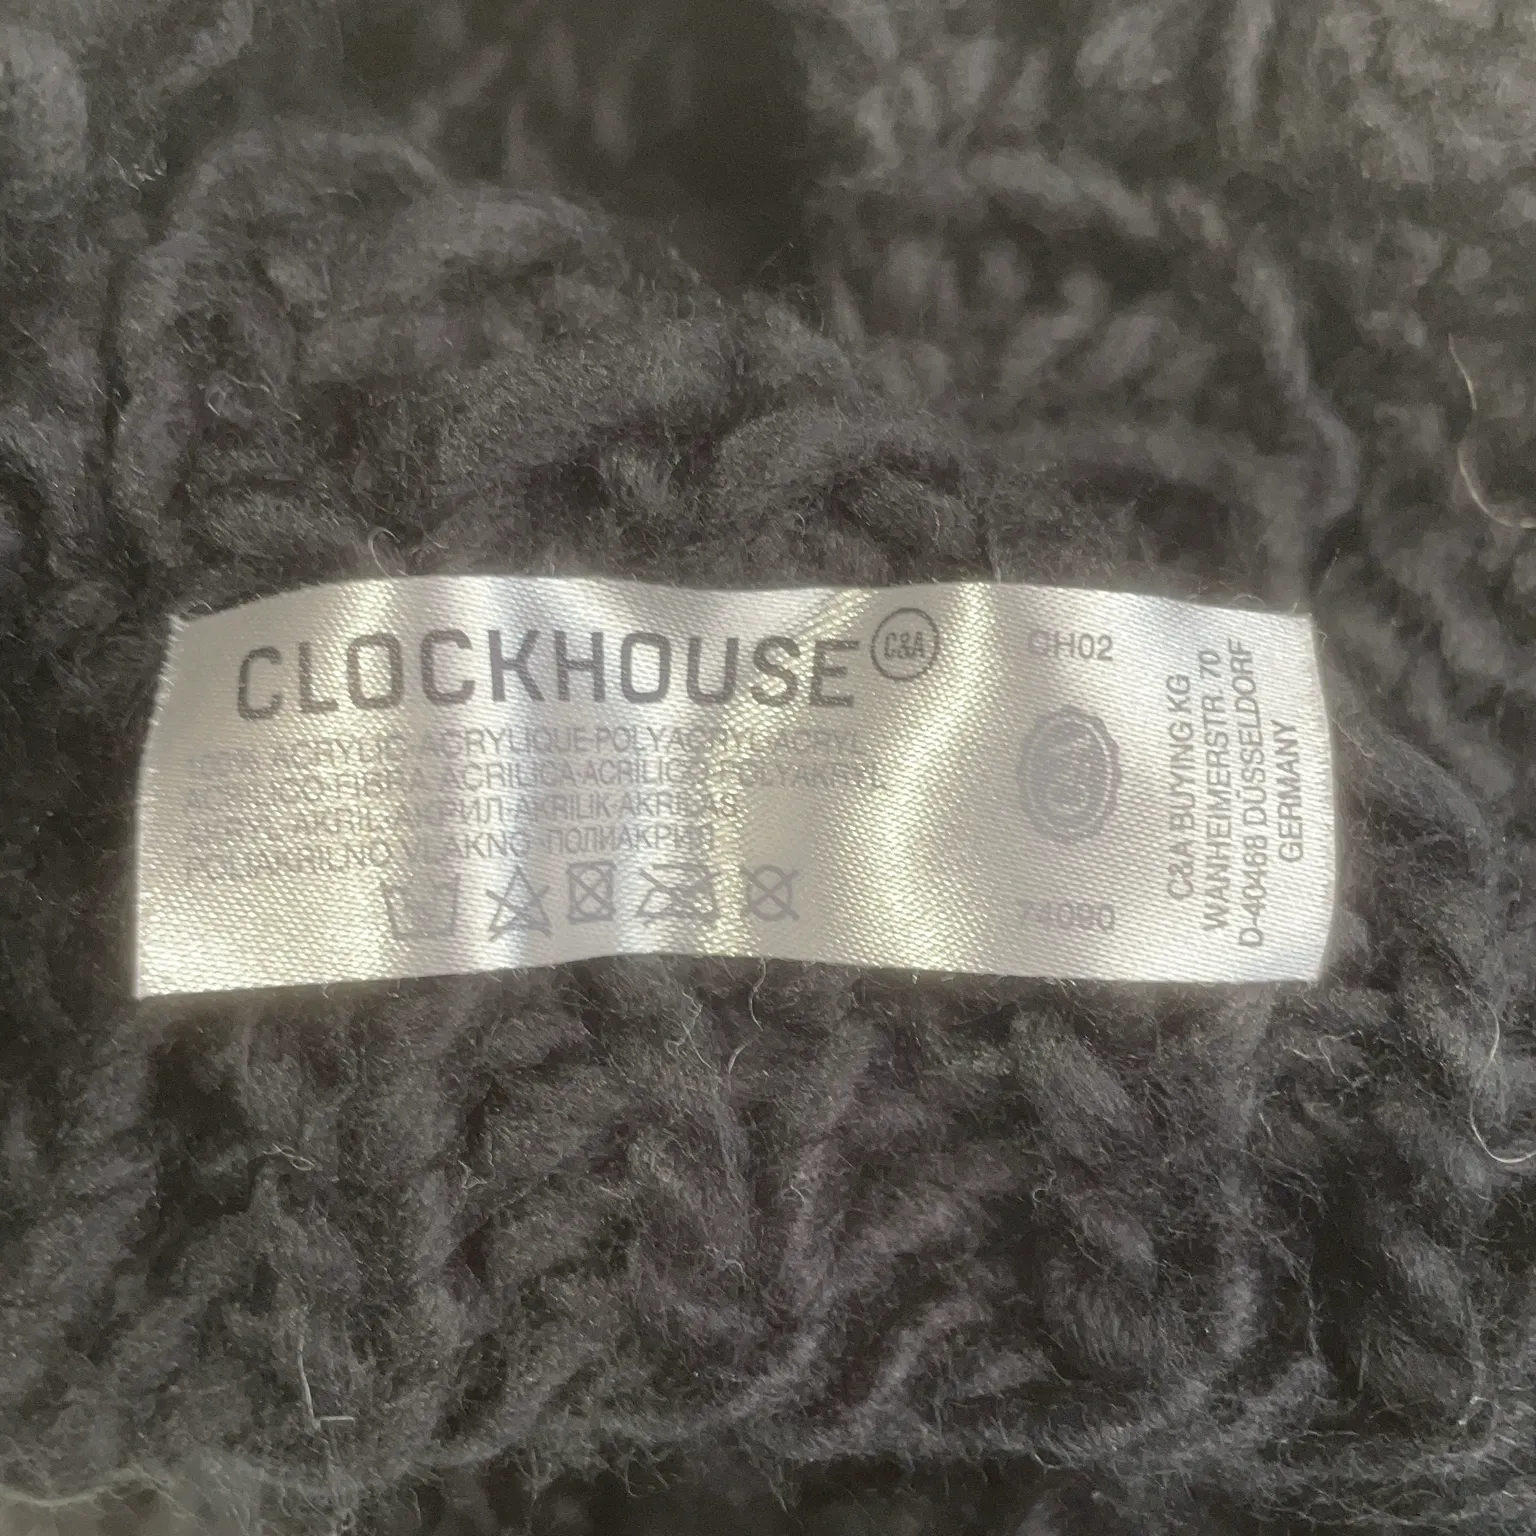 CLOCKHOUSE C&A
100% ACRYLIC·ACRYLIQUE·POLYACRYL·ACRYL
ACRILICO·FIBRA ACRILICA·ACRILICO·POLYAKRYL
AKRYL·AKRIL·АКРИЛ·AKRILIK·AKRILAS
POLIAKRILNO VLAKNO·ПОЛИАКРИЛ
CH02
74090
C&A BUYING KG
WANHEIMERSTR. 70
D-40468 DÜSSELDORF
GERMANY